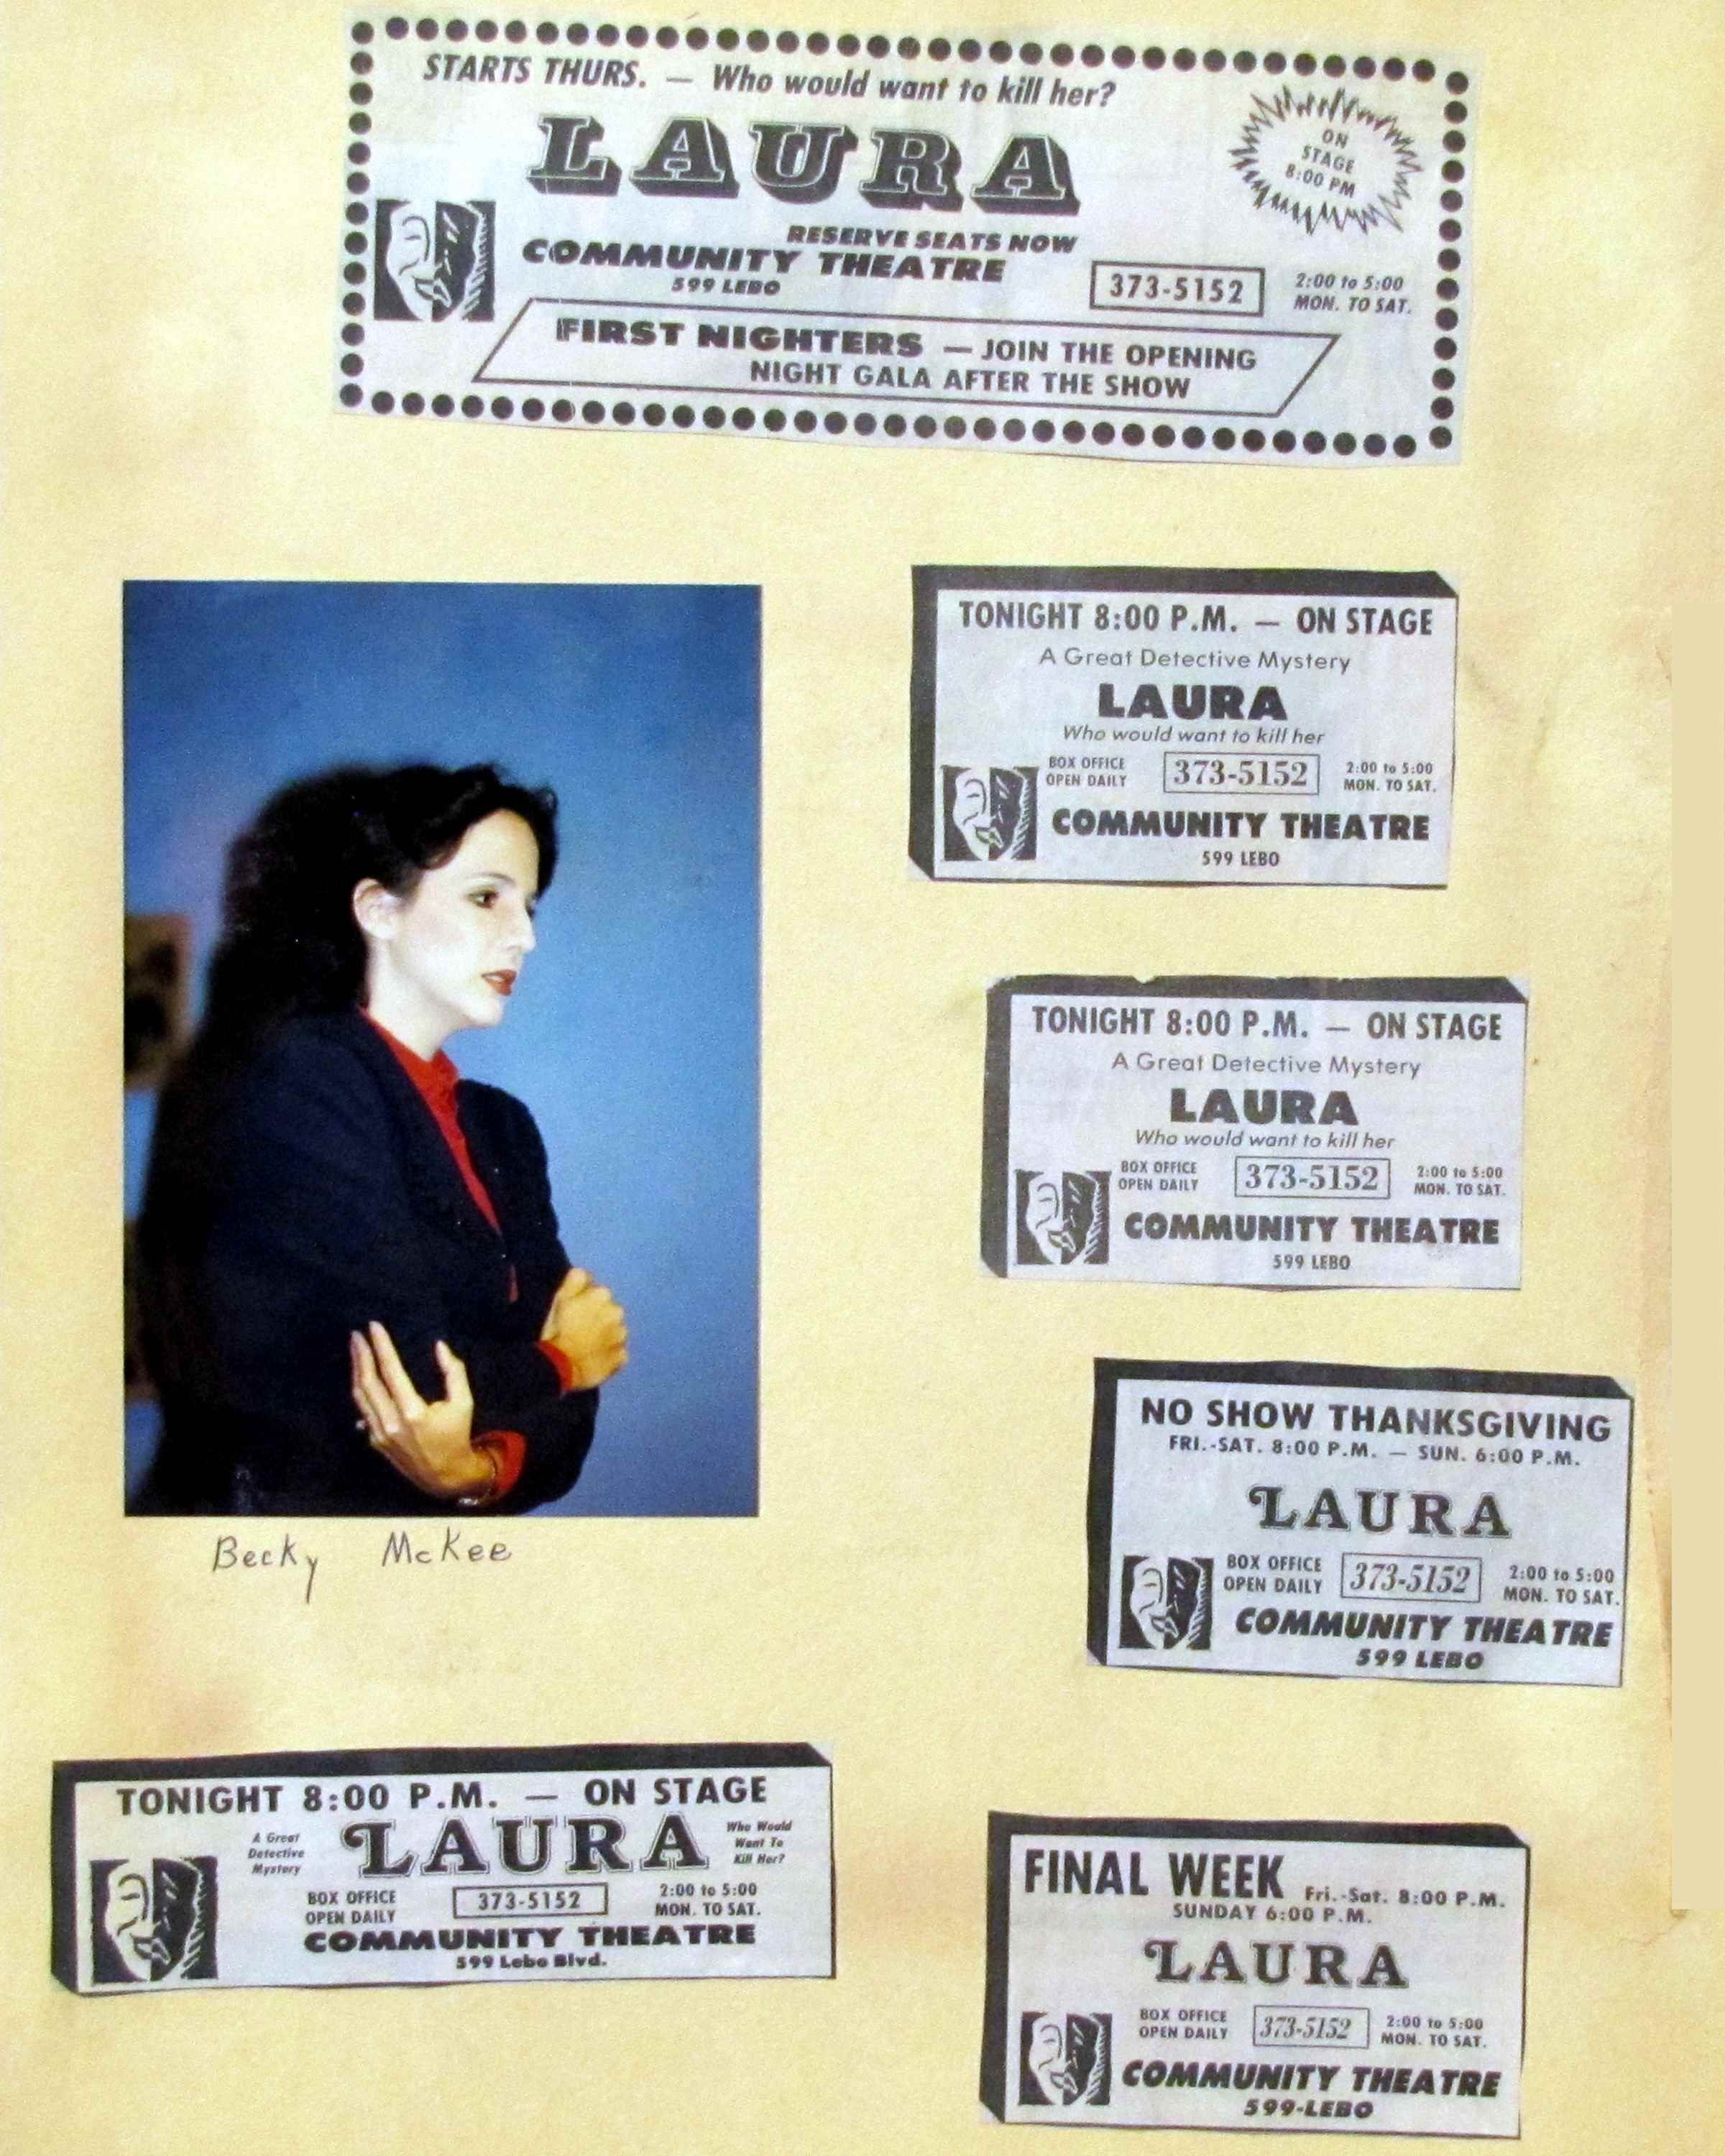 STARTS THURS. — Who would want to kill her?
LAURA
ON
STAGE
8:00 PM
RESERVE SEATS NOW
COMMUNITY THEATRE
599 LEBO
373-5152
2:00 to 5:00
MON. TO SAT.
FIRST NIGHTERS — JOIN THE OPENING
NIGHT GALA AFTER THE SHOW
TONIGHT 8:00 P.M. — ON STAGE
A Great Detective Mystery
LAURA
Who would want to kill her
BOX OFFICE
OPEN DAILY
373-5152
2:00 to 5:00
MON. TO SAT.
COMMUNITY THEATRE
599 LEBO
TONIGHT 8:00 P.M. — ON STAGE
A Great Detective Mystery
LAURA
Who would want to kill her
BOX OFFICE
OPEN DAILY
373-5152
2:00 to 5:00
MON. TO SAT.
COMMUNITY THEATRE
599 LEBO
NO SHOW THANKSGIVING
FRI.-SAT. 8:00 P.M. — SUN. 6:00 P.M.
LAURA
BOX OFFICE
OPEN DAILY
373-5152
2:00 to 5:00
MON. TO SAT.
COMMUNITY THEATRE
599 LEBO
Becky McKee
TONIGHT 8:00 P.M. — ON STAGE
A Great
Detective
Mystery
LAURA
Who Would
Want To
Kill Her?
BOX OFFICE
OPEN DAILY
373-5152
2:00 to 5:00
MON. TO SAT.
COMMUNITY THEATRE
599 Lebo Blvd.
FINAL WEEK Fri.-Sat. 8:00 P.M.
SUNDAY 6:00 P.M.
LAURA
BOX OFFICE
OPEN DAILY
373-5152
2:00 to 5:00
MON. TO SAT.
COMMUNITY THEATRE
599-LEBO